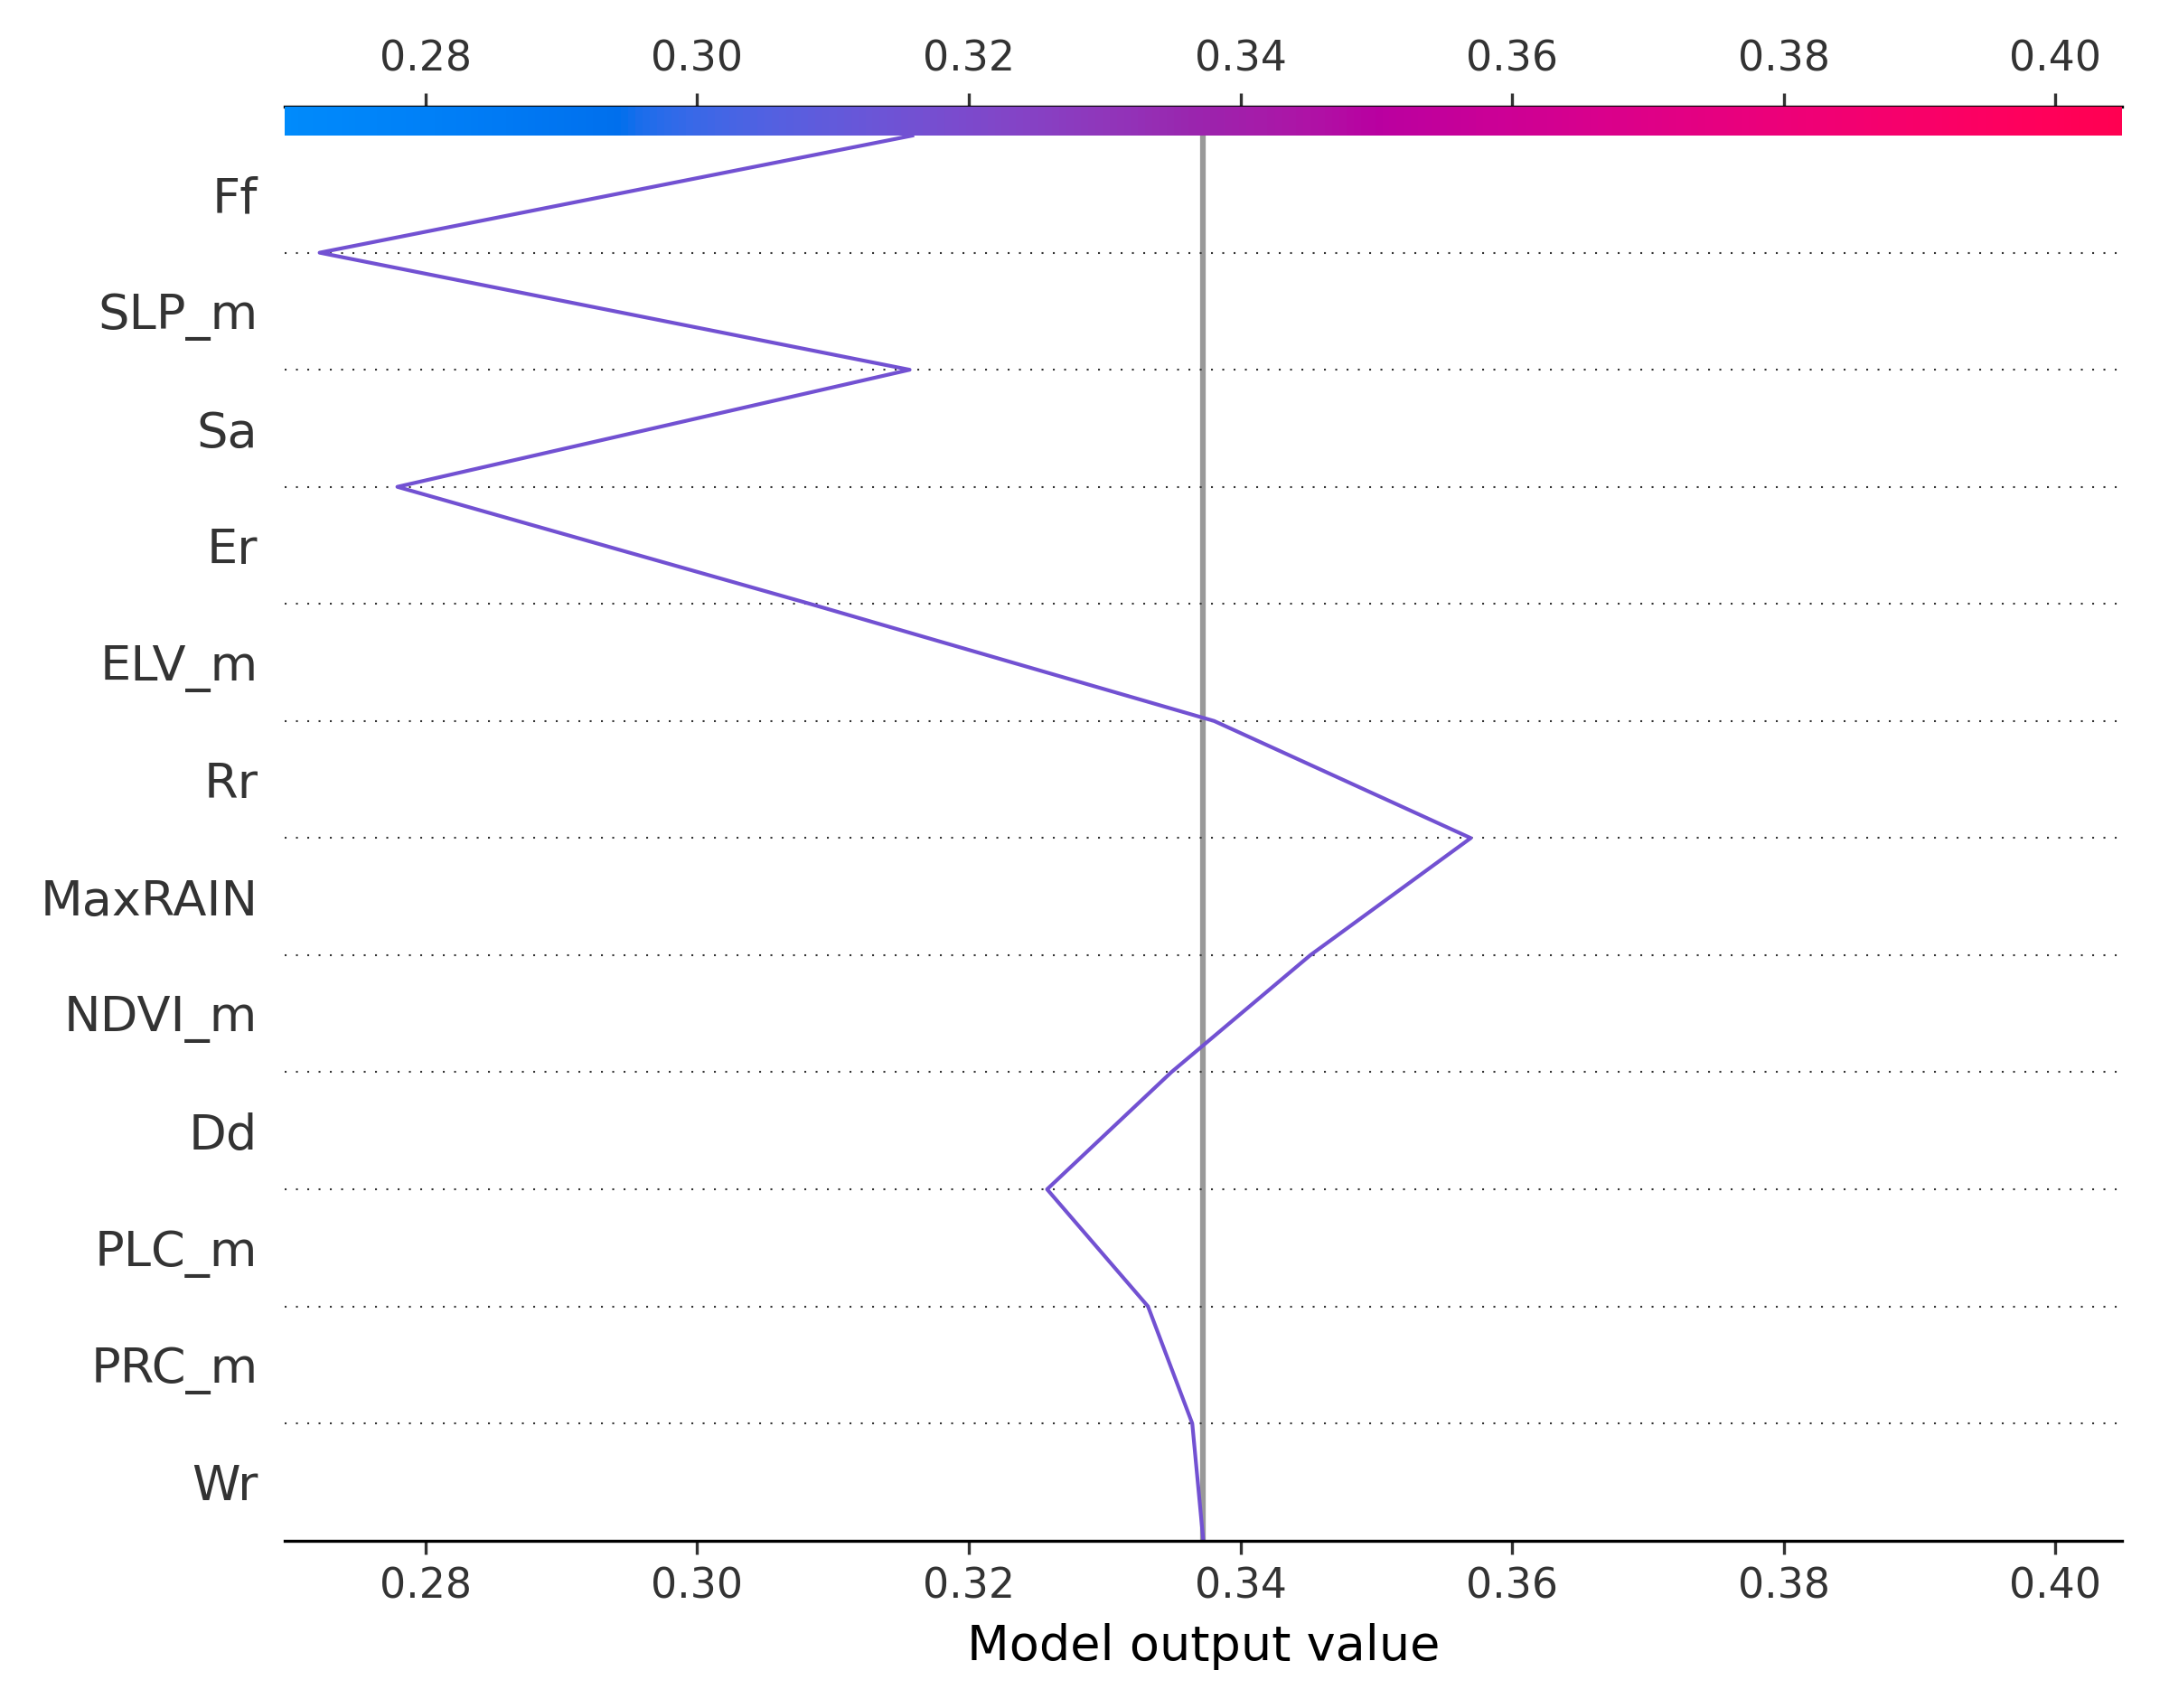 0.28 0.30 0.32 0.34 0.36 0.38 0.40
Ff
SLP_m
Sa
Er
ELV_m
Rr
MaxRAIN
NDVI_m
Dd
PLC_m
PRC_m
Wr
0.28 0.30 0.32 0.34 0.36 0.38 0.40
Model output value